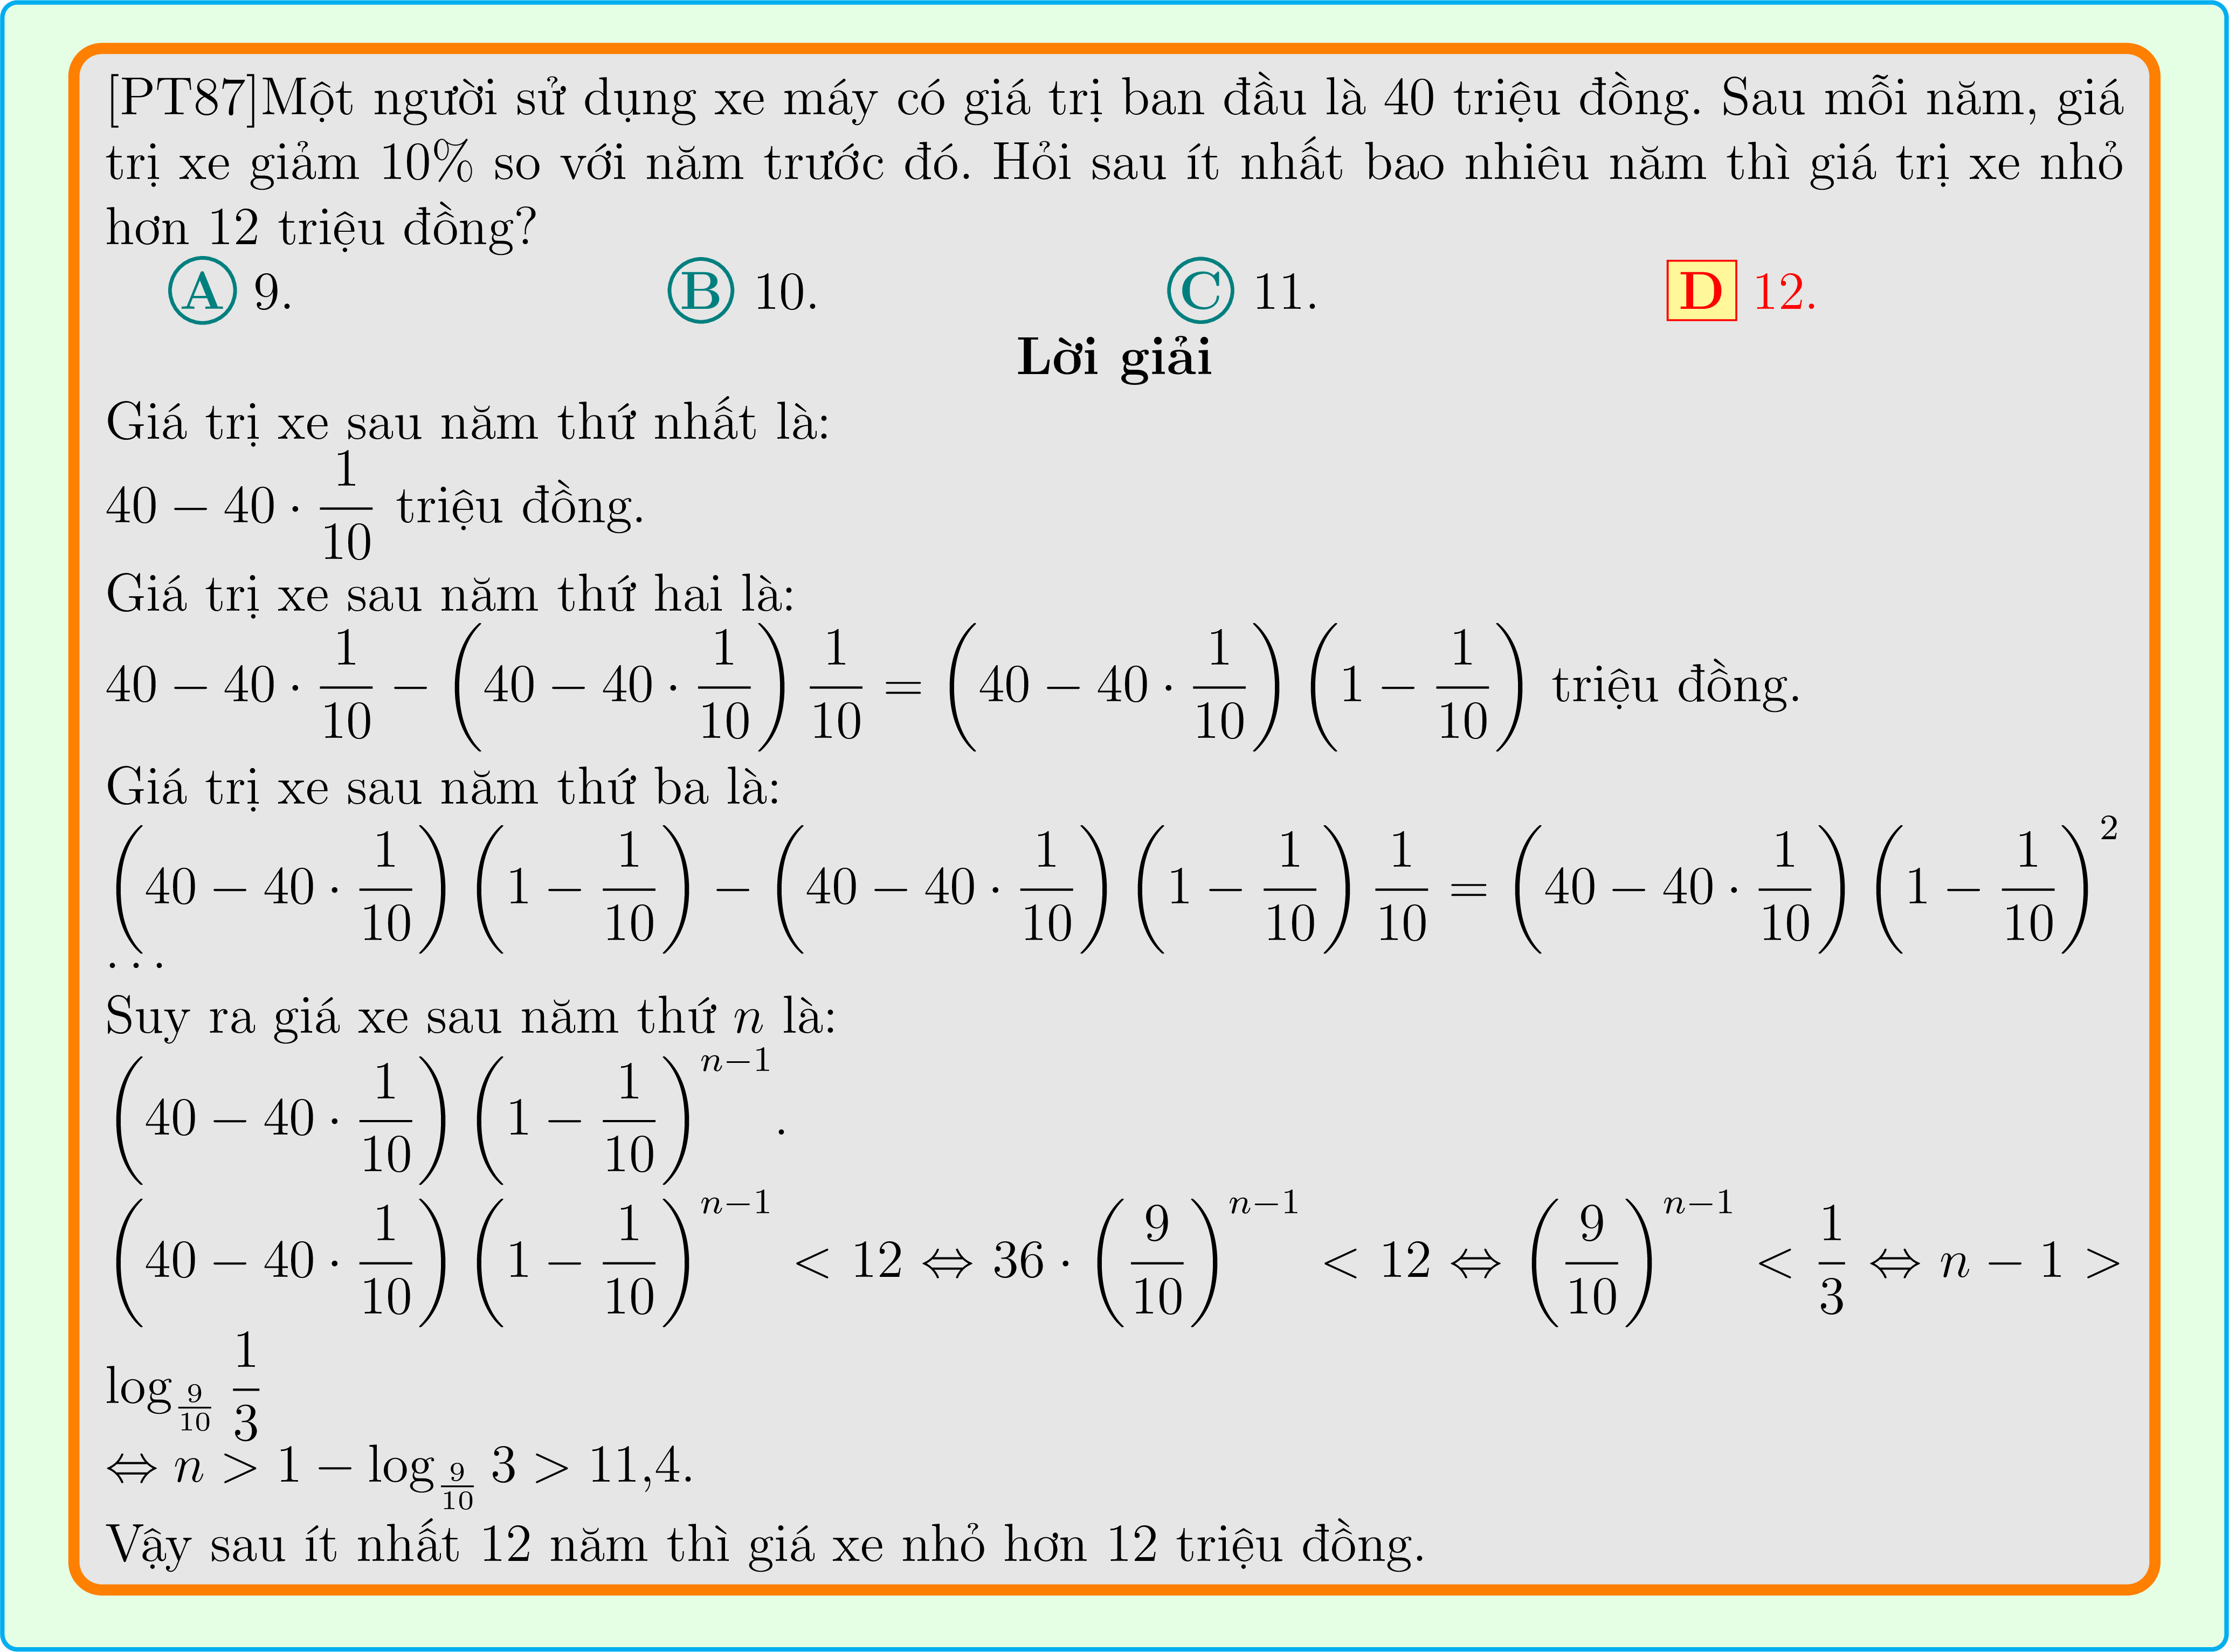 [PT87]Một người sử dụng xe máy có giá trị ban đầu là 40 triệu đồng. Sau mỗi năm, giá
trị xe giảm 10% so với năm trước đó. Hỏi sau ít nhất bao nhiêu năm thì giá trị xe nhỏ
hơn 12 triệu đồng?
A 9. B 10. C 11. D 12.
Lời giải
Giá trị xe sau năm thứ nhất là:
$40 - 40 \cdot \frac{1}{10}$ triệu đồng.
Giá trị xe sau năm thứ hai là:
$40 - 40 \cdot \frac{1}{10} - \left(40 - 40 \cdot \frac{1}{10}\right)\frac{1}{10} = \left(40 - 40 \cdot \frac{1}{10}\right)\left(1 - \frac{1}{10}\right)$ triệu đồng.
Giá trị xe sau năm thứ ba là:
$\left(40 - 40 \cdot \frac{1}{10}\right)\left(1 - \frac{1}{10}\right) - \left(40 - 40 \cdot \frac{1}{10}\right)\left(1 - \frac{1}{10}\right)\frac{1}{10} = \left(40 - 40 \cdot \frac{1}{10}\right)\left(1 - \frac{1}{10}\right)^2$
$\cdots$
Suy ra giá xe sau năm thứ $n$ là:
$\left(40 - 40 \cdot \frac{1}{10}\right)\left(1 - \frac{1}{10}\right)^{n-1}$.
$\left(40 - 40 \cdot \frac{1}{10}\right)\left(1 - \frac{1}{10}\right)^{n-1} < 12 \Leftrightarrow 36 \cdot \left(\frac{9}{10}\right)^{n-1} < 12 \Leftrightarrow \left(\frac{9}{10}\right)^{n-1} < \frac{1}{3} \Leftrightarrow n - 1 >$
$\log_{\frac{9}{10}} \frac{1}{3}$
$\Leftrightarrow n > 1 - \log_{\frac{9}{10}} 3 > 11{,}4.$
Vậy sau ít nhất 12 năm thì giá xe nhỏ hơn 12 triệu đồng.